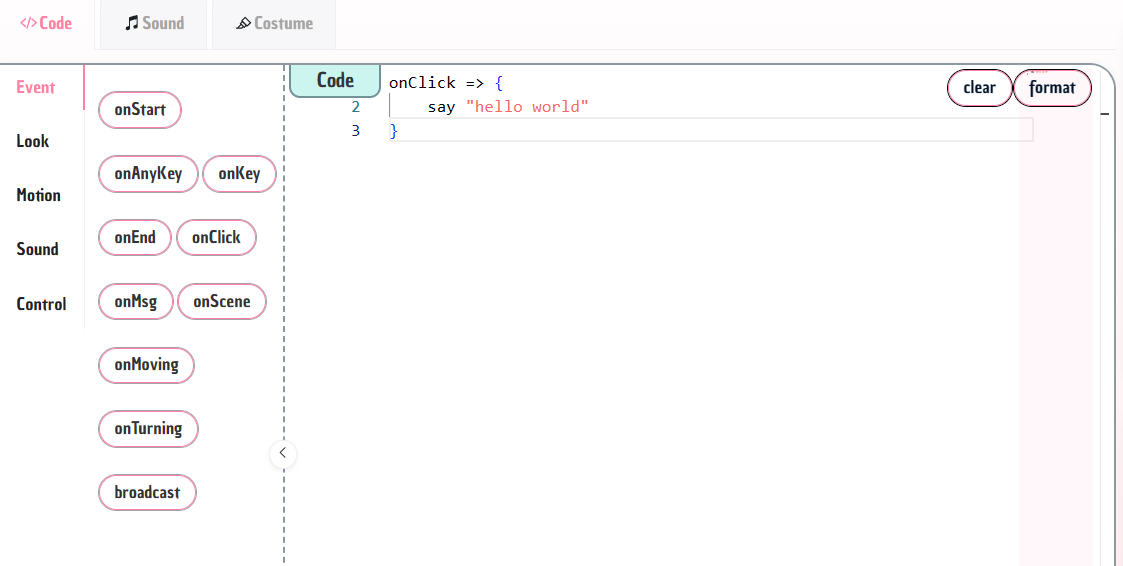 </> Code
Sound
Costume
Event
Look
Motion
Sound
Control
onStart
onAnyKey onKey
onEnd onClick
onMsg onScene
onMoving
onTurning
broadcast
Code
clear format
onClick => {
2 say "hello world"
3 }